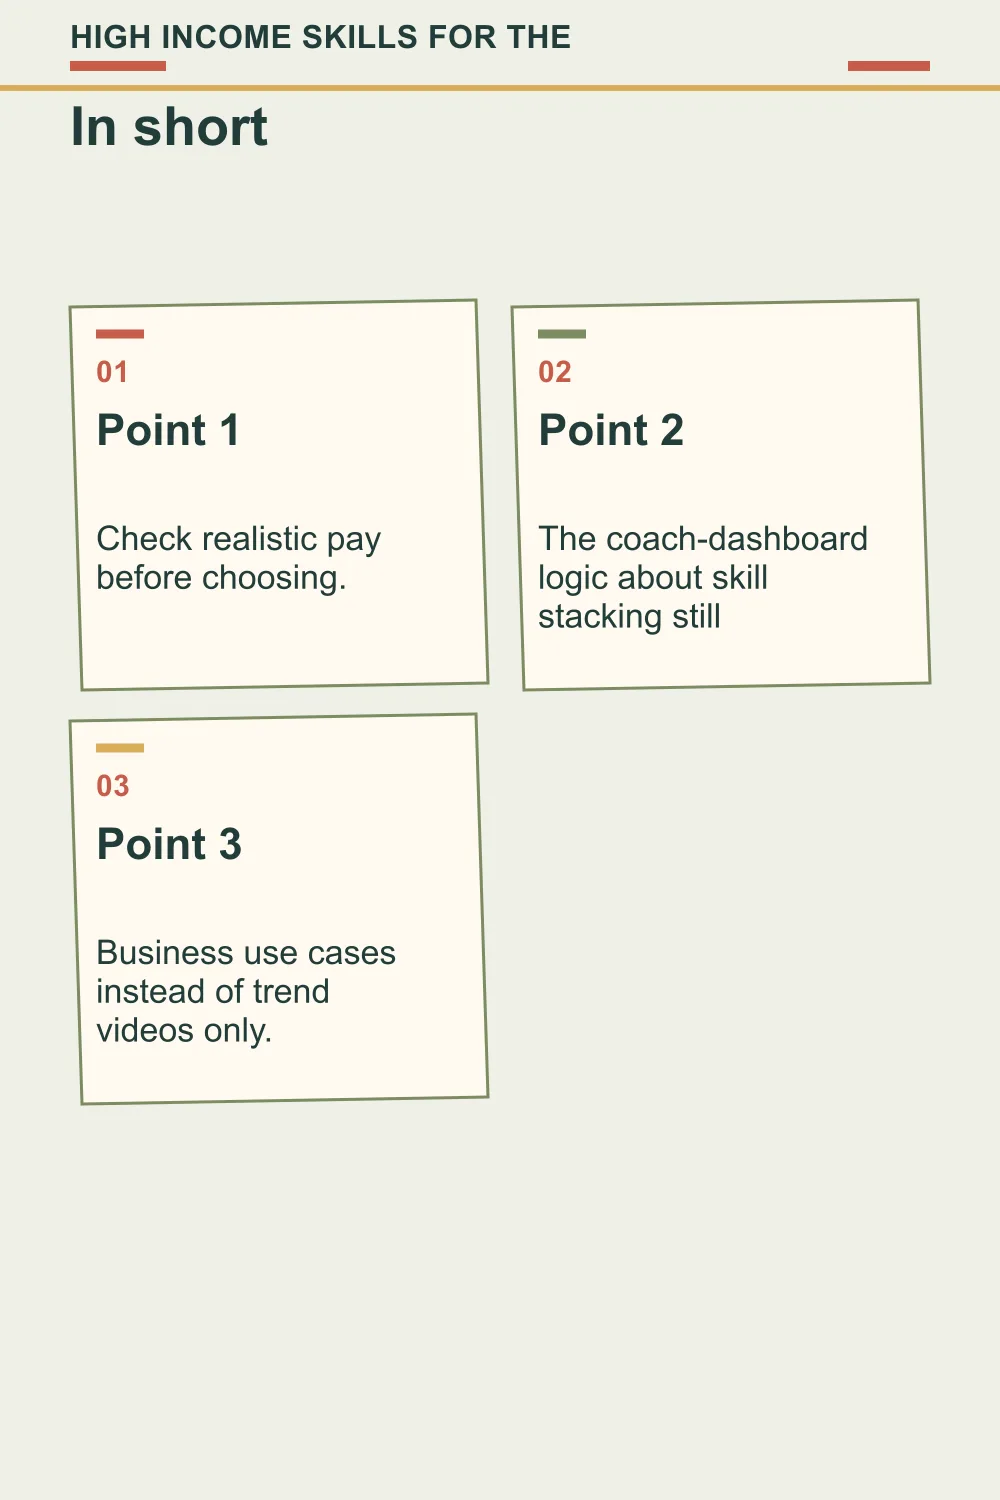 HIGH INCOME SKILLS FOR THE
In short
01
Point 1
Check realistic pay
before choosing.
02
Point 2
The coach-dashboard
logic about skill
stacking still
03
Point 3
Business use cases
instead of trend
videos only.